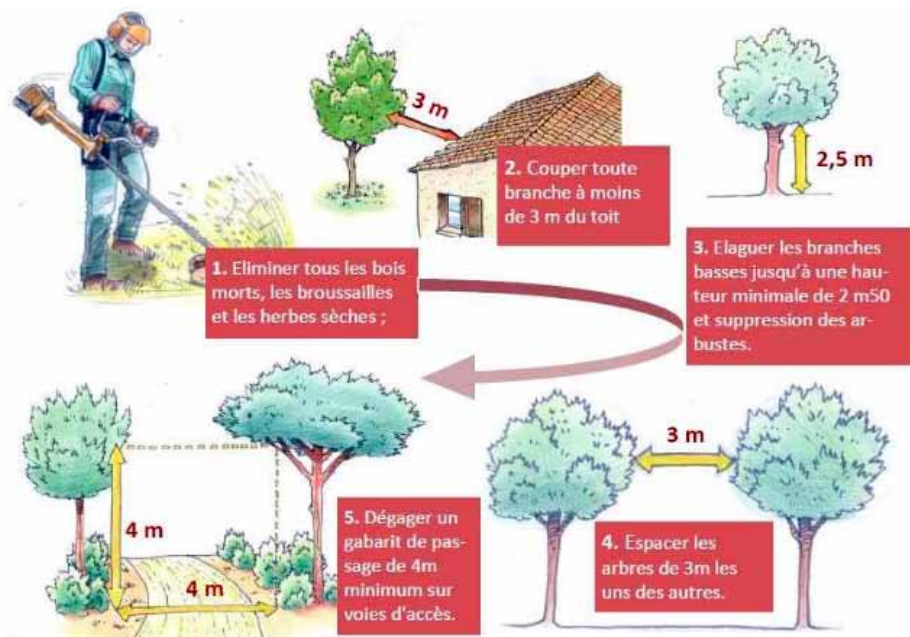 3 m
2. Couper toute
branche à moins
de 3 m du toit
2,5 m
1. Eliminer tous les bois
morts, les broussailles
et les herbes sèches ;
3. Elaguer les branches
basses jusqu'à une hau-
teur minimale de 2 m50
et suppression des ar-
bustes.
3 m
4. Espacer les
arbres de 3m les
uns des autres.
4 m
4 m
5. Dégager un
gabarit de pas-
sage de 4m
minimum sur
voies d'accès.